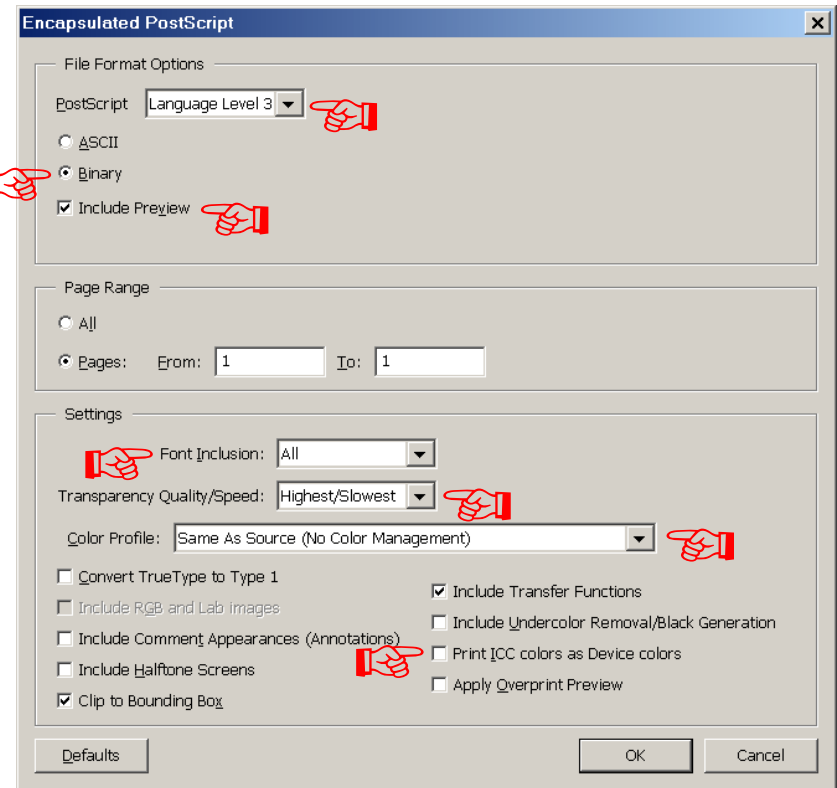 Encapsulated PostScript
File Format Options
PostScript Language Level 3
ASCII
Binary
Include Preview
Page Range
All
Pages: From: 1 To: 1
Settings
Font Inclusion: All
Transparency Quality/Speed: Highest/Slowest
Color Profile: Same As Source (No Color Management)
Convert TrueType to Type 1
Include RGB and Lab images
Include Comment Appearances (Annotations)
Include Halftone Screens
Clip to Bounding Box
Include Transfer Functions
Include Undercolor Removal/Black Generation
Print ICC colors as Device colors
Apply Overprint Preview
Defaults OK Cancel